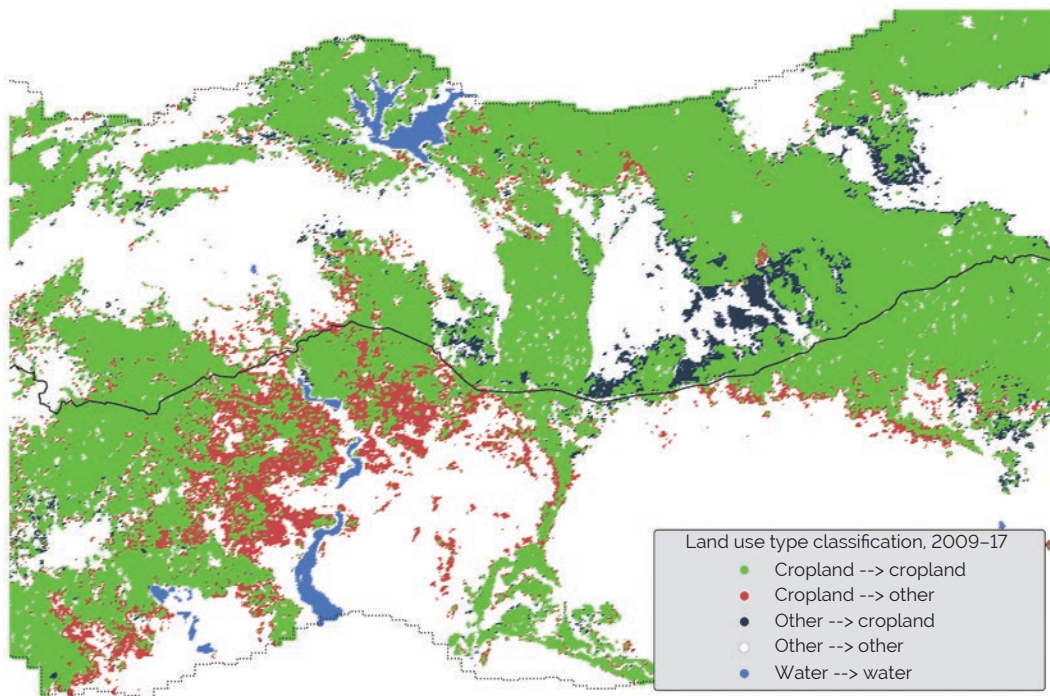 Land use type classification, 2009–17
Cropland --> cropland
Cropland --> other
Other --> cropland
Other --> other
Water --> water